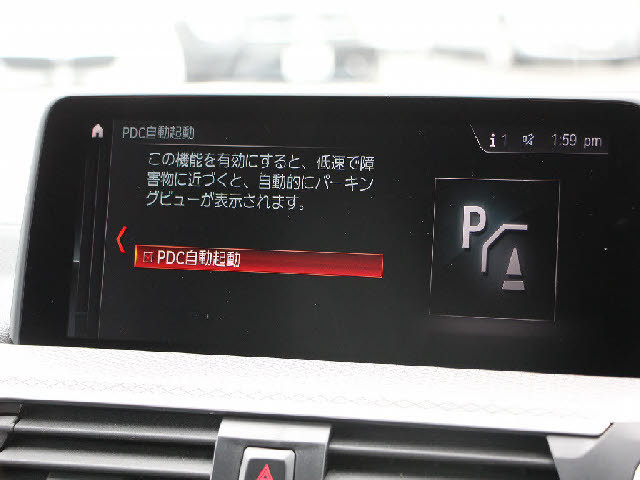 PDC自動起動
i 1 1:59 pm
この機能を有効にすると、低速で障
害物に近づくと、自動的にパーキン
グビューが表示されます。
PDC自動起動
P